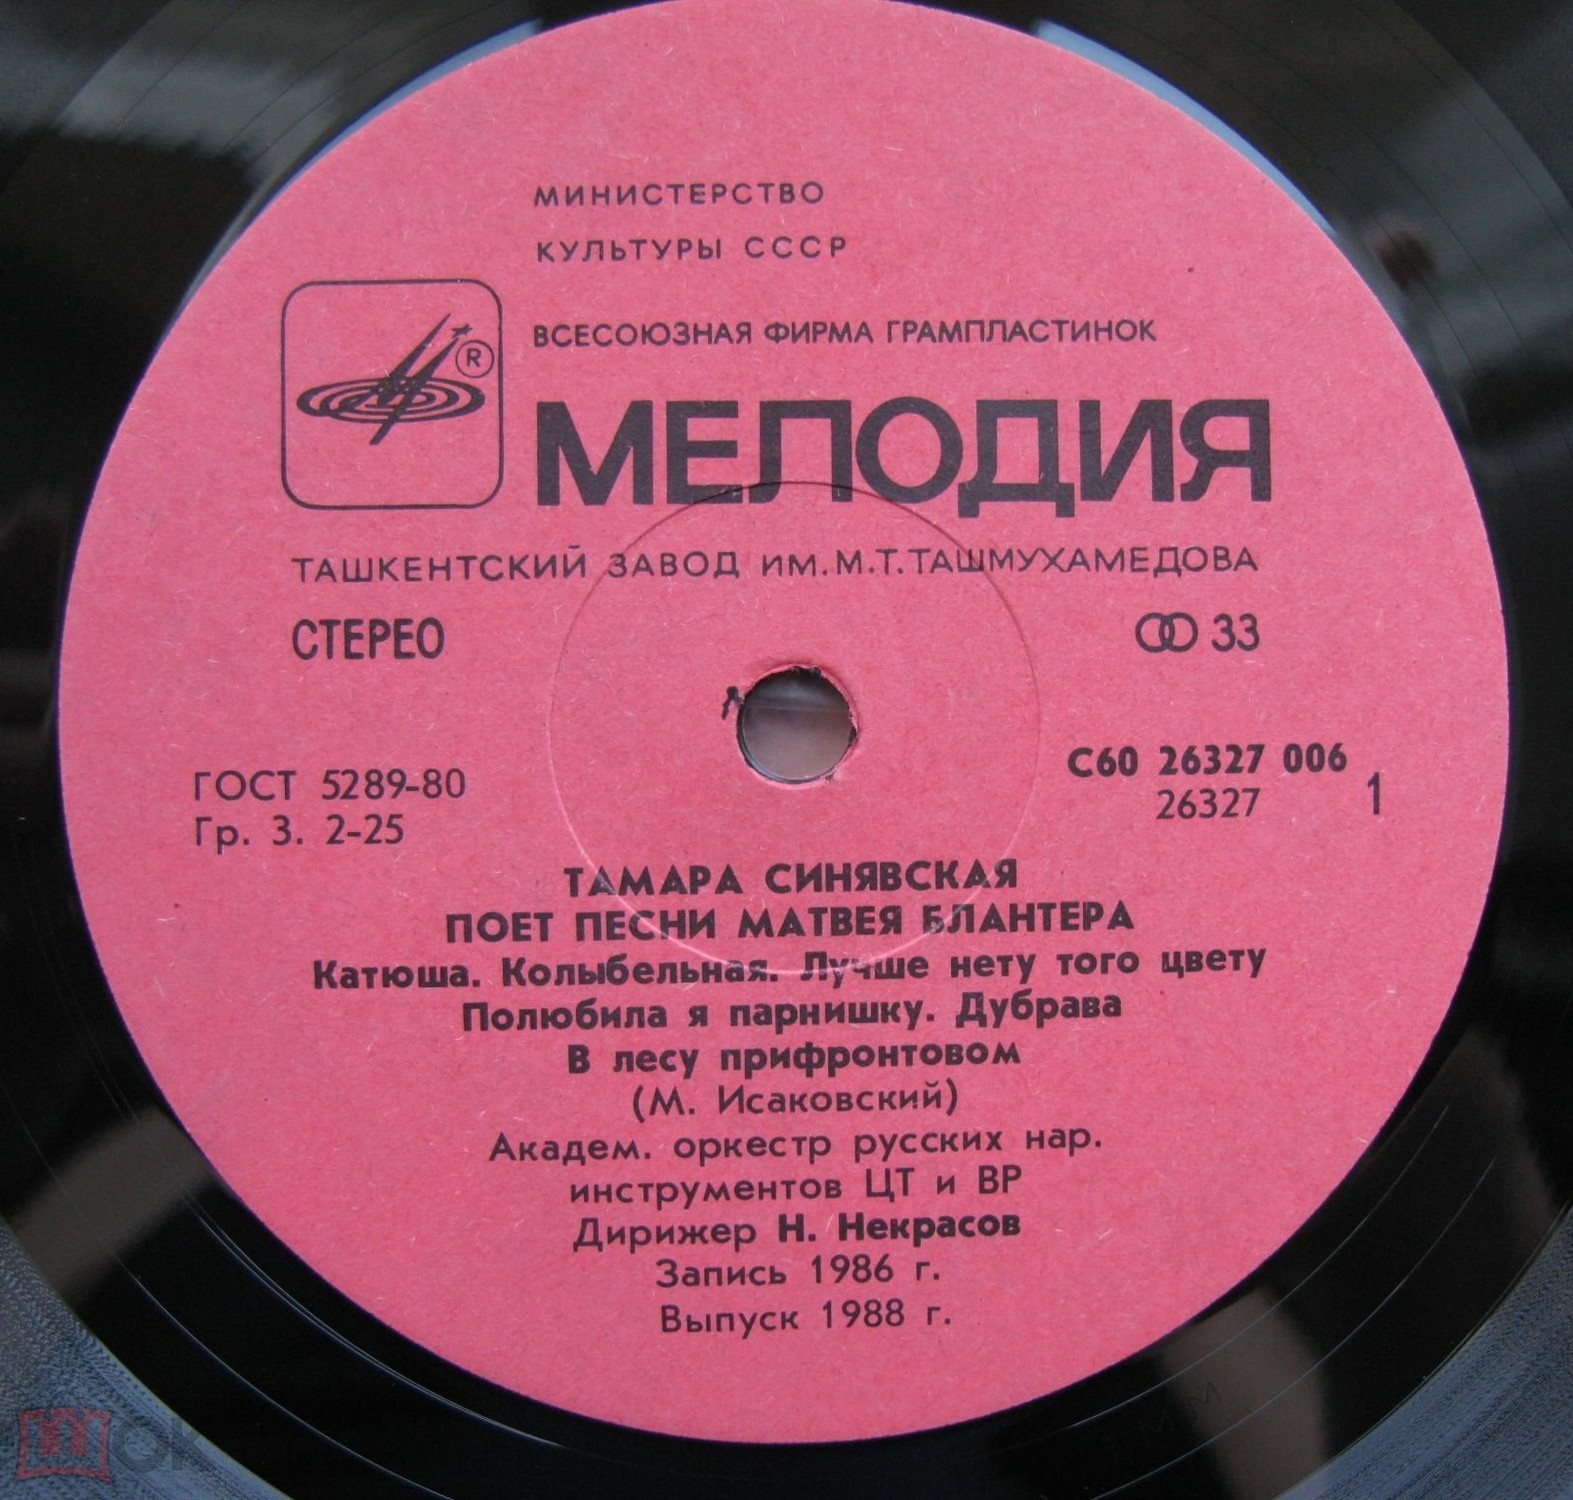 МИНИСТЕРСТВО
КУЛЬТУРЫ СССР
ВСЕСОЮЗНАЯ ФИРМА ГРАМПЛАСТИНОК
®
МЕЛОДИЯ
ТАШКЕНТСКИЙ ЗАВОД ИМ.М.Т.ТАШМУХАМЕДОВА
СТЕРЕО
33
ГОСТ 5289-80
Гр. 3. 2-25
С60 26327 006
26327 1
ТАМАРА СИНЯВСКАЯ
ПОЕТ ПЕСНИ МАТВЕЯ БЛАНТЕРА
Катюша. Колыбельная. Лучше нету того цвету
Полюбила я парнишку. Дубрава
В лесу прифронтовом
(М. Исаковский)
Академ. оркестр русских нар.
инструментов ЦТ и ВР
Дирижер Н. Некрасов
Запись 1986 г.
Выпуск 1988 г.